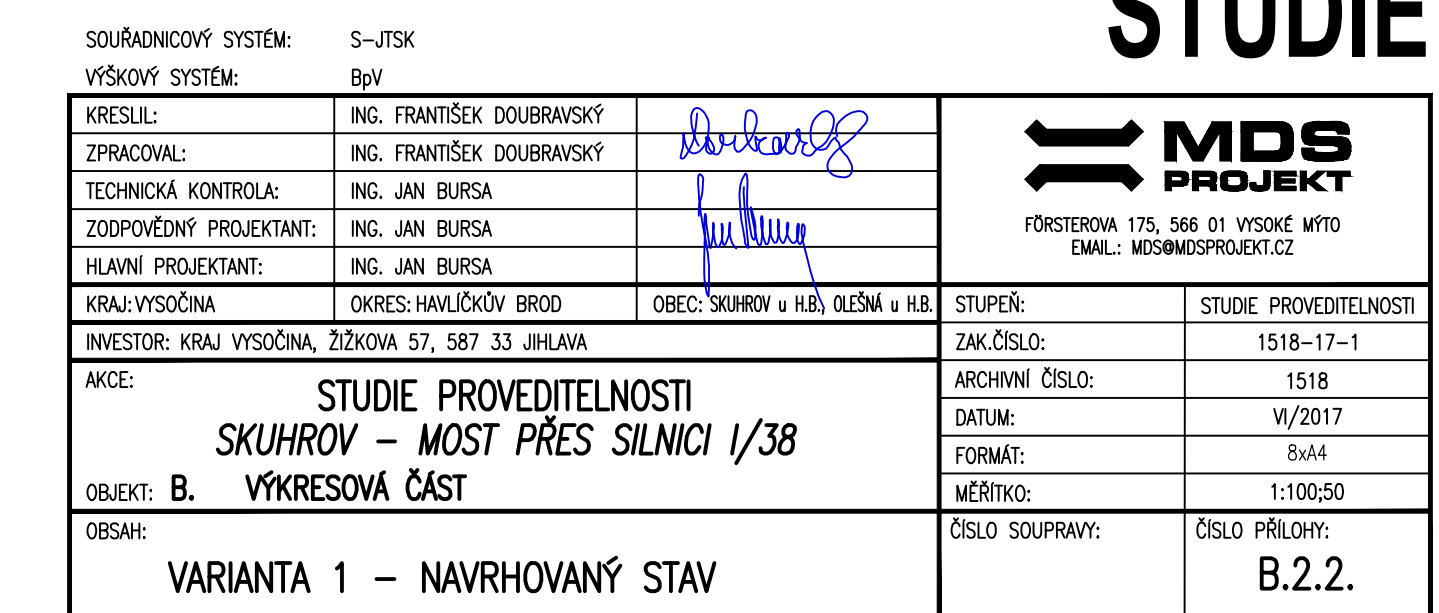 STUDIE
SOUŘADNICOVÝ SYSTÉM: S-JTSK
VÝŠKOVÝ SYSTÉM: BpV
KRESLIL: ING. FRANTIŠEK DOUBRAVSKÝ
ZPRACOVAL: ING. FRANTIŠEK DOUBRAVSKÝ
TECHNICKÁ KONTROLA: ING. JAN BURSA
ZODPOVĚDNÝ PROJEKTANT: ING. JAN BURSA
HLAVNÍ PROJEKTANT: ING. JAN BURSA
MDS
PROJEKT
FÖRSTEROVA 175, 566 01 VYSOKÉ MÝTO
EMAIL.: MDS@MDSPROJEKT.CZ
KRAJ: VYSOČINA OKRES: HAVLÍČKŮV BROD OBEC: SKUHROV u H.B., OLEŠNÁ u H.B.
INVESTOR: KRAJ VYSOČINA, ŽIŽKOVA 57, 587 33 JIHLAVA
AKCE:
STUDIE PROVEDITELNOSTI
SKUHROV – MOST PŘES SILNICI I/38
OBJEKT: B. VÝKRESOVÁ ČÁST
OBSAH:
VARIANTA 1 – NAVRHOVANÝ STAV
STUPEŇ: STUDIE PROVEDITELNOSTI
ZAK.ČÍSLO: 1518-17-1
ARCHIVNÍ ČÍSLO: 1518
DATUM: VI/2017
FORMÁT: 8xA4
MĚŘÍTKO: 1:100;50
ČÍSLO SOUPRAVY: ČÍSLO PŘÍLOHY:
B.2.2.